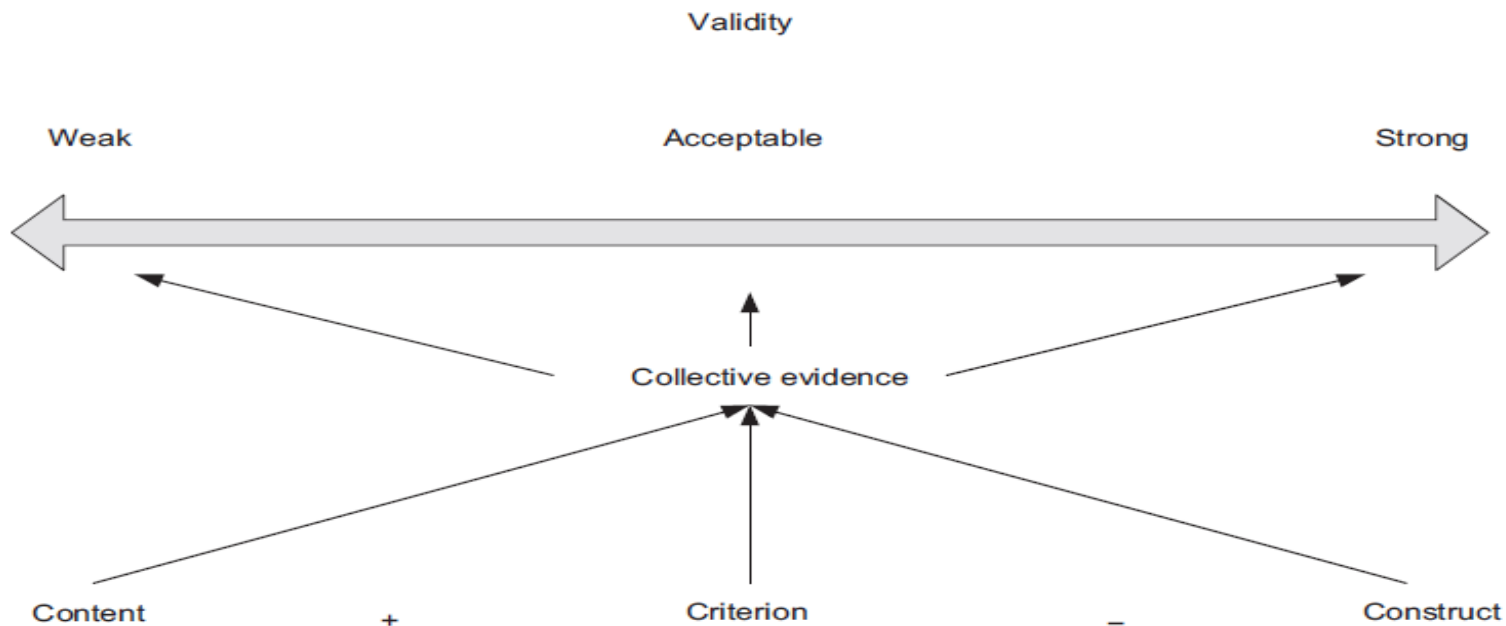 Validity
Weak Acceptable Strong
Collective evidence
Content + Criterion – Construct